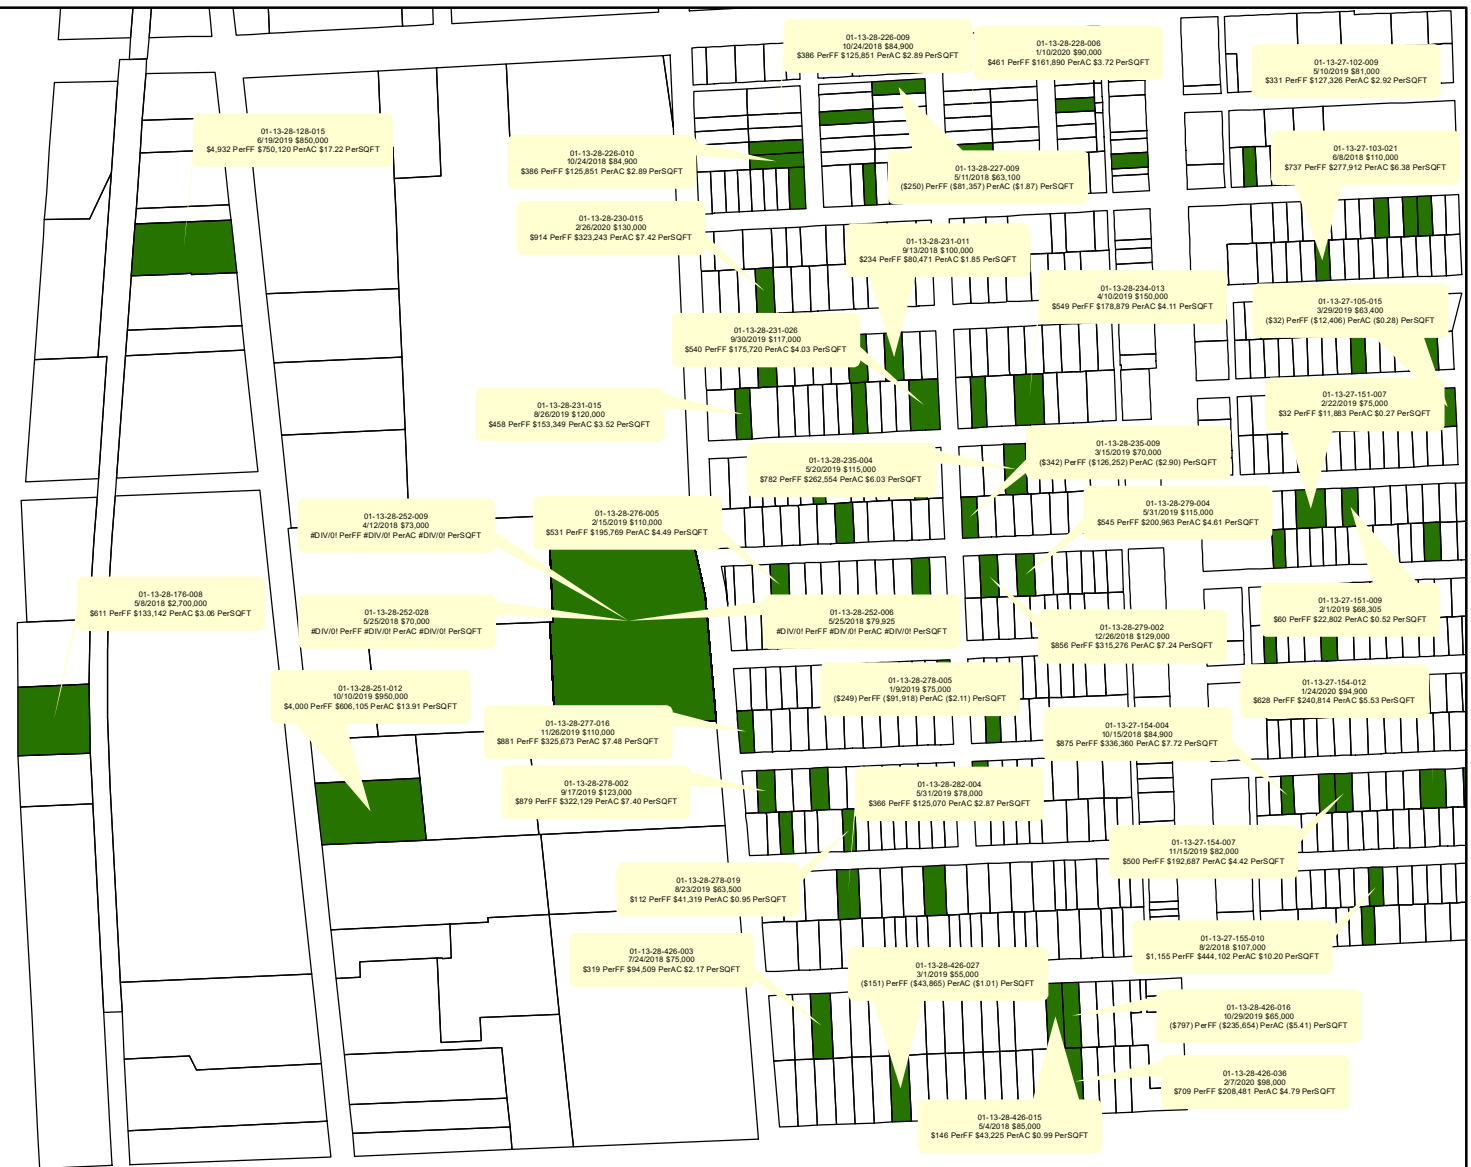 01-13-28-226-009
10/24/2018 $84,900
$386 PerFF $125,851 PerAC $2.89 PerSQFT
01-13-28-228-006
1/10/2020 $90,000
$461 PerFF $161,890 PerAC $3.72 PerSQFT
01-13-27-102-009
5/10/2019 $81,000
$331 PerFF $127,326 PerAC $2.92 PerSQFT
01-13-28-128-015
6/19/2019 $850,000
$4,932 PerFF $750,120 PerAC $17.22 PerSQFT
01-13-28-226-010
10/24/2018 $84,900
$386 PerFF $125,851 PerAC $2.89 PerSQFT
01-13-28-227-009
5/11/2018 $63,100
($250) PerFF ($81,357) PerAC ($1.87) PerSQFT
01-13-27-103-021
6/8/2018 $110,000
$737 PerFF $277,912 PerAC $6.38 PerSQFT
01-13-28-230-015
2/26/2020 $130,000
$914 PerFF $323,243 PerAC $7.42 PerSQFT
01-13-28-231-011
9/13/2018 $100,000
$234 PerFF $80,471 PerAC $1.85 PerSQFT
01-13-28-234-013
4/10/2019 $150,000
$549 PerFF $178,879 PerAC $4.11 PerSQFT
01-13-27-105-015
3/29/2019 $63,400
($32) PerFF ($12,406) PerAC ($0.28) PerSQFT
01-13-28-231-026
9/30/2019 $117,000
$540 PerFF $175,720 PerAC $4.03 PerSQFT
01-13-28-231-015
8/26/2019 $120,000
$458 PerFF $153,349 PerAC $3.52 PerSQFT
01-13-27-151-007
2/22/2019 $75,000
$32 PerFF $11,883 PerAC $0.27 PerSQFT
01-13-28-235-004
5/20/2019 $115,000
$782 PerFF $262,554 PerAC $6.03 PerSQFT
01-13-28-235-009
3/15/2019 $70,000
($342) PerFF ($126,252) PerAC ($2.90) PerSQFT
01-13-28-252-009
4/12/2018 $73,000
#DIV/0! PerFF #DIV/0! PerAC #DIV/0! PerSQFT
01-13-28-276-005
2/15/2019 $110,000
$531 PerFF $195,769 PerAC $4.49 PerSQFT
01-13-28-279-004
5/31/2019 $115,000
$545 PerFF $200,963 PerAC $4.61 PerSQFT
01-13-28-176-008
5/8/2018 $2,700,000
$611 PerFF $133,142 PerAC $3.06 PerSQFT
01-13-28-252-028
5/25/2018 $70,000
#DIV/0! PerFF #DIV/0! PerAC #DIV/0! PerSQFT
01-13-28-252-006
5/25/2018 $79,925
#DIV/0! PerFF #DIV/0! PerAC #DIV/0! PerSQFT
01-13-28-279-002
12/26/2018 $129,000
$856 PerFF $315,276 PerAC $7.24 PerSQFT
01-13-27-151-009
2/1/2019 $68,305
$60 PerFF $22,802 PerAC $0.52 PerSQFT
01-13-28-251-012
10/10/2019 $950,000
$4,000 PerFF $606,105 PerAC $13.91 PerSQFT
01-13-28-278-005
1/9/2019 $75,000
($249) PerFF ($91,918) PerAC ($2.11) PerSQFT
01-13-27-154-012
1/24/2020 $94,900
$628 PerFF $240,814 PerAC $5.53 PerSQFT
01-13-28-277-016
11/26/2019 $110,000
$881 PerFF $325,673 PerAC $7.48 PerSQFT
01-13-27-154-004
10/15/2018 $84,900
$875 PerFF $336,360 PerAC $7.72 PerSQFT
01-13-28-278-002
9/17/2019 $123,000
$879 PerFF $322,129 PerAC $7.40 PerSQFT
01-13-28-282-004
5/31/2019 $78,000
$366 PerFF $125,070 PerAC $2.87 PerSQFT
01-13-27-154-007
11/15/2019 $82,000
$500 PerFF $192,687 PerAC $4.42 PerSQFT
01-13-28-278-019
8/23/2019 $63,500
$112 PerFF $41,319 PerAC $0.95 PerSQFT
01-13-28-426-003
7/24/2018 $75,000
$319 PerFF $94,509 PerAC $2.17 PerSQFT
01-13-27-155-010
8/2/2018 $107,000
$1,155 PerFF $444,102 PerAC $10.20 PerSQFT
01-13-28-426-027
3/1/2019 $55,000
($151) PerFF ($43,865) PerAC ($1.01) PerSQFT
01-13-28-426-016
10/29/2019 $65,000
($797) PerFF ($235,654) PerAC ($5.41) PerSQFT
01-13-28-426-036
2/7/2020 $98,000
$709 PerFF $208,481 PerAC $4.79 PerSQFT
01-13-28-426-015
5/4/2018 $85,000
$146 PerFF $43,225 PerAC $0.99 PerSQFT